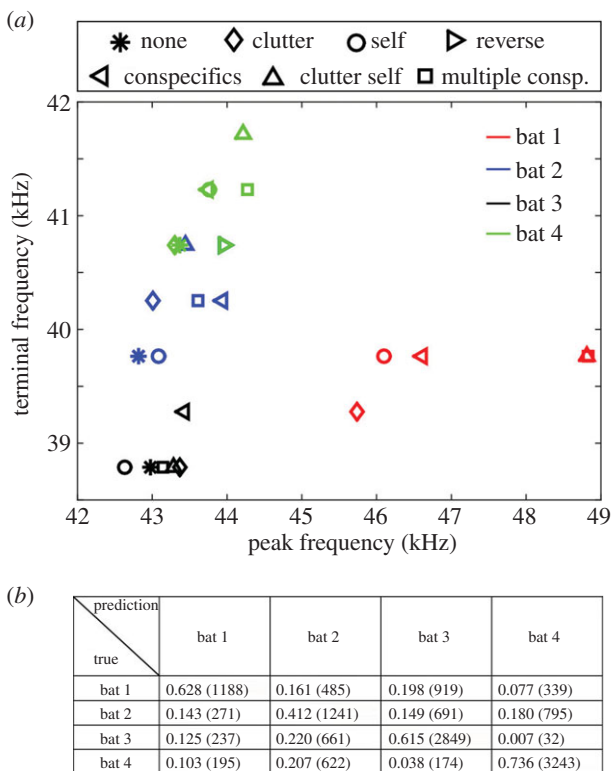 (a)
none clutter self reverse
conspecifics clutter self multiple consp.
42
41
40
39
terminal frequency (kHz)
bat 1
bat 2
bat 3
bat 4
42 43 44 45 46 47 48 49
peak frequency (kHz)
(b)
prediction
true
bat 1 bat 2 bat 3 bat 4
bat 1 0.628 (1188) 0.161 (485) 0.198 (919) 0.077 (339)
bat 2 0.143 (271) 0.412 (1241) 0.149 (691) 0.180 (795)
bat 3 0.125 (237) 0.220 (661) 0.615 (2849) 0.007 (32)
bat 4 0.103 (195) 0.207 (622) 0.038 (174) 0.736 (3243)